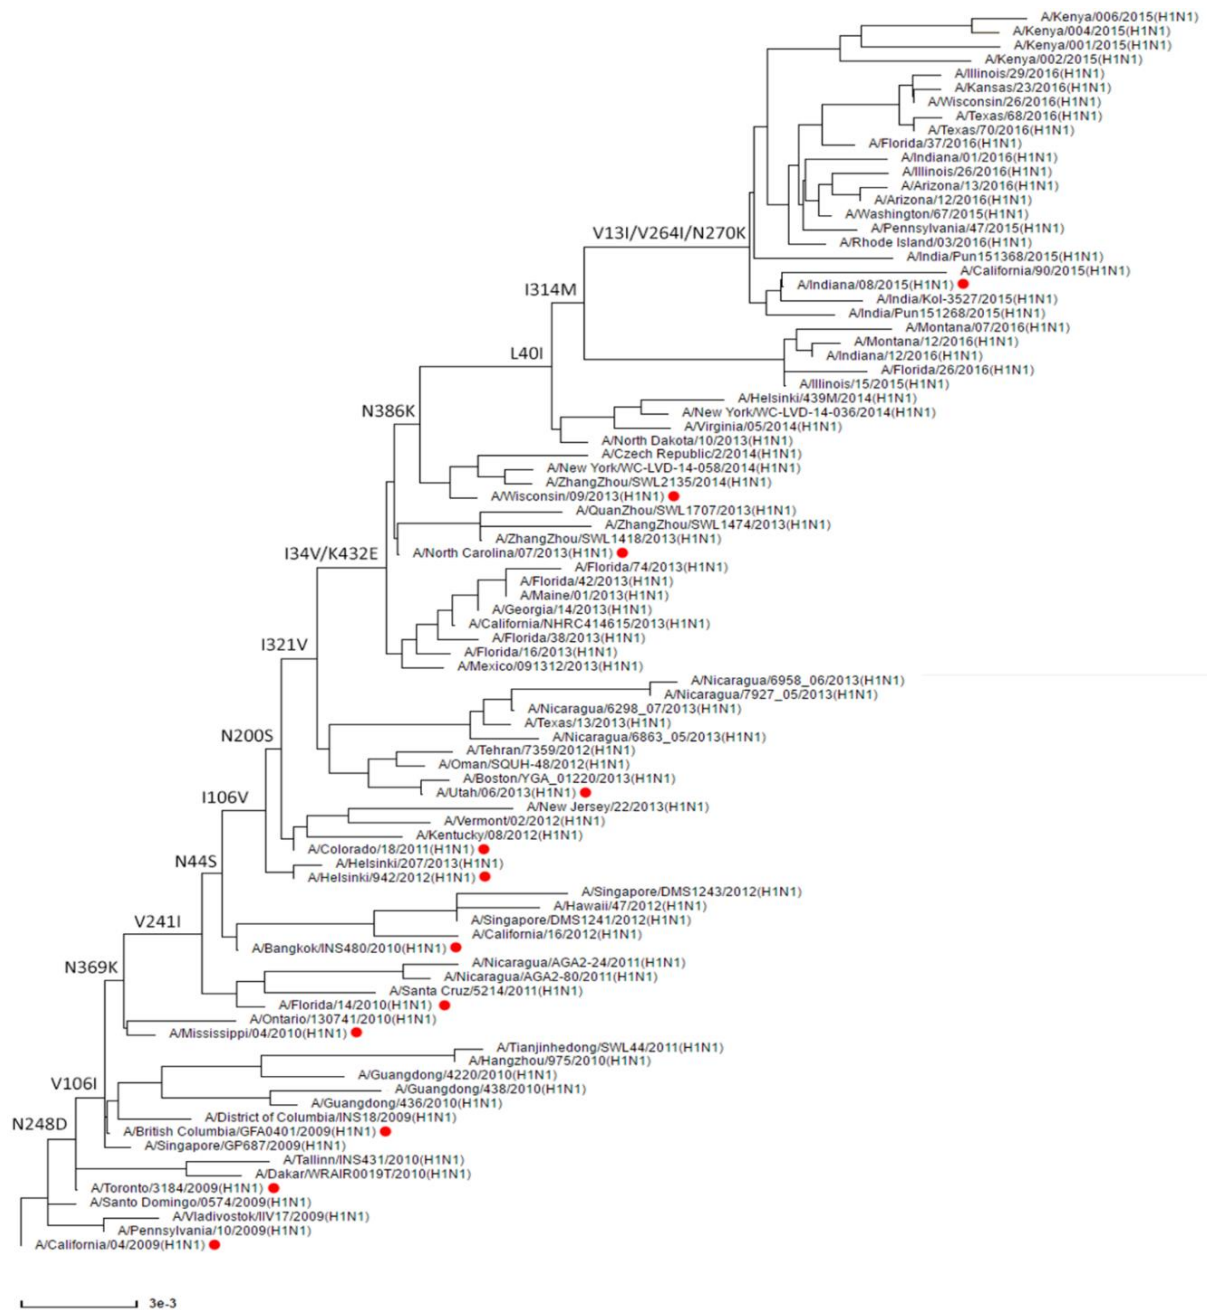 A/Kenya/006/2015(H1N1)
A/Kenya/004/2015(H1N1)
A/Kenya/001/2015(H1N1)
A/Kenya/002/2015(H1N1)
A/Illinois/29/2016(H1N1)
A/Kansas/23/2016(H1N1)
A/Wisconsin/26/2016(H1N1)
A/Texas/68/2016(H1N1)
A/Texas/70/2016(H1N1)
A/Florida/37/2016(H1N1)
A/Indiana/01/2016(H1N1)
A/Illinois/26/2016(H1N1)
A/Arizona/13/2016(H1N1)
A/Arizona/12/2016(H1N1)
A/Washington/67/2015(H1N1)
A/Pennsylvania/47/2015(H1N1)
V13I/V264I/N270K
A/Rhode Island/03/2016(H1N1)
A/India/Pun151368/2015(H1N1)
A/California/90/2015(H1N1)
A/Indiana/08/2015(H1N1)
I314M
A/India/Kol-3527/2015(H1N1)
A/India/Pun151268/2015(H1N1)
A/Montana/07/2016(H1N1)
A/Montana/12/2016(H1N1)
L40I
A/Indiana/12/2016(H1N1)
A/Florida/26/2016(H1N1)
A/Illinois/15/2015(H1N1)
A/Helsinki/439M/2014(H1N1)
N386K
A/New York/WC-LVD-14-036/2014(H1N1)
A/Virginia/05/2014(H1N1)
A/North Dakota/10/2013(H1N1)
A/Czech Republic/2/2014(H1N1)
A/New York/WC-LVD-14-058/2014(H1N1)
A/ZhangZhou/SWL2135/2014(H1N1)
A/Wisconsin/09/2013(H1N1)
A/QuanZhou/SWL1707/2013(H1N1)
A/ZhangZhou/SWL1474/2013(H1N1)
A/ZhangZhou/SWL1418/2013(H1N1)
I34V/K432E
A/North Carolina/07/2013(H1N1)
A/Florida/74/2013(H1N1)
A/Florida/42/2013(H1N1)
A/Maine/01/2013(H1N1)
A/Georgia/14/2013(H1N1)
A/California/NHRC414615/2013(H1N1)
A/Florida/38/2013(H1N1)
I321V
A/Florida/16/2013(H1N1)
A/Mexico/091312/2013(H1N1)
A/Nicaragua/6958_06/2013(H1N1)
A/Nicaragua/7927_05/2013(H1N1)
A/Nicaragua/6298_07/2013(H1N1)
A/Texas/13/2013(H1N1)
N200S
A/Nicaragua/6863_05/2013(H1N1)
A/Tehran/7359/2012(H1N1)
A/Oman/SQUH-48/2012(H1N1)
A/Boston/YGA_01220/2013(H1N1)
A/Utah/06/2013(H1N1)
I106V
A/New Jersey/22/2013(H1N1)
A/Vermont/02/2012(H1N1)
A/Kentucky/08/2012(H1N1)
A/Colorado/18/2011(H1N1)
N44S
A/Helsinki/207/2013(H1N1)
A/Helsinki/942/2012(H1N1)
A/Singapore/DMS1243/2012(H1N1)
A/Hawaii/47/2012(H1N1)
V241I
A/Singapore/DMS1241/2012(H1N1)
A/California/16/2012(H1N1)
A/Bangkok/INS480/2010(H1N1)
N369K
A/Nicaragua/AGA2-24/2011(H1N1)
A/Nicaragua/AGA2-80/2011(H1N1)
A/Santa Cruz/5214/2011(H1N1)
A/Florida/14/2010(H1N1)
A/Ontario/130741/2010(H1N1)
A/Mississippi/04/2010(H1N1)
A/Tianjinhedong/SWL44/2011(H1N1)
A/Hangzhou/975/2010(H1N1)
V106I
A/Guangdong/4220/2010(H1N1)
A/Guangdong/438/2010(H1N1)
A/Guangdong/436/2010(H1N1)
A/District of Columbia/INS18/2009(H1N1)
N248D
A/British Columbia/GFA0401/2009(H1N1)
A/Singapore/GP687/2009(H1N1)
A/Tallinn/INS431/2010(H1N1)
A/Dakar/WRAIR0019T/2010(H1N1)
A/Toronto/3184/2009(H1N1)
A/Santo Domingo/0574/2009(H1N1)
A/Vladivostok/IIV17/2009(H1N1)
A/Pennsylvania/10/2009(H1N1)
A/California/04/2009(H1N1)
3e-3